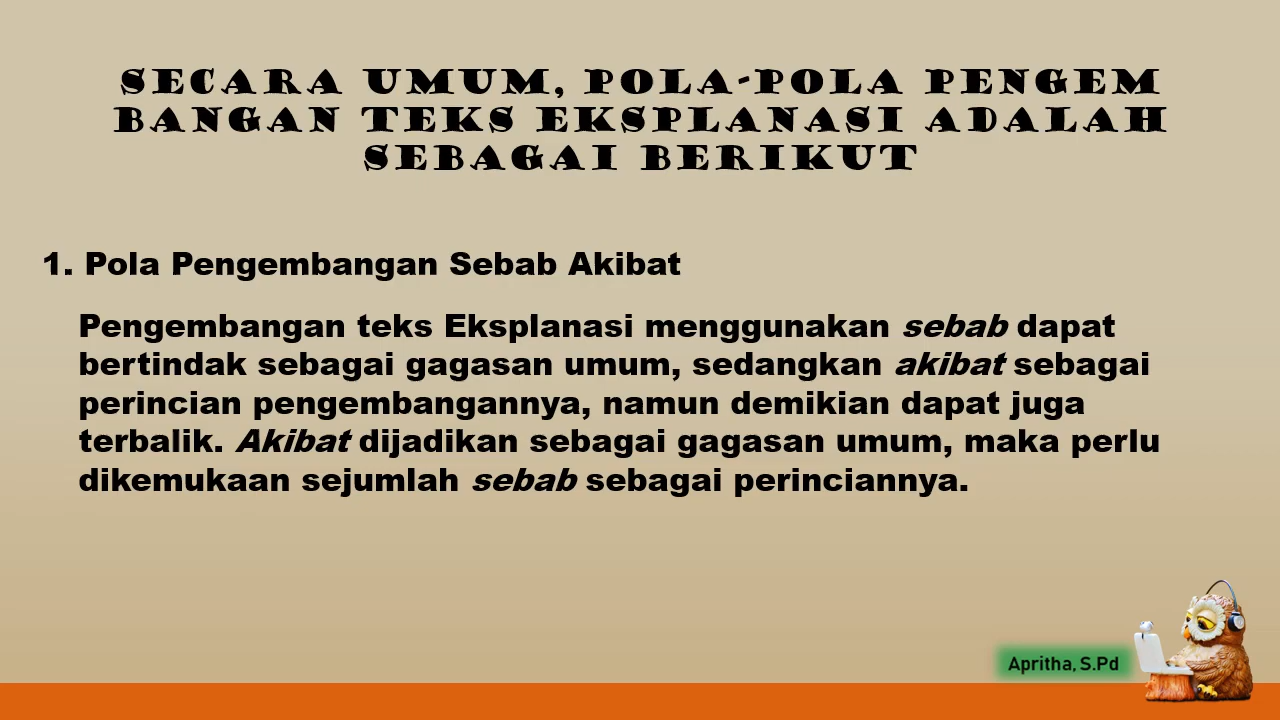 SECARA UMUM, POLA-POLA PENGEM
BANGAN TEKS EKSPLANASI ADALAH
SEBAGAI BERIKUT
1. Pola Pengembangan Sebab Akibat
Pengembangan teks Eksplanasi menggunakan sebab dapat
bertindak sebagai gagasan umum, sedangkan akibat sebagai
perincian pengembangannya, namun demikian dapat juga
terbalik. Akibat dijadikan sebagai gagasan umum, maka perlu
dikemukaan sejumlah sebab sebagai perinciannya.
Apritha, S.Pd